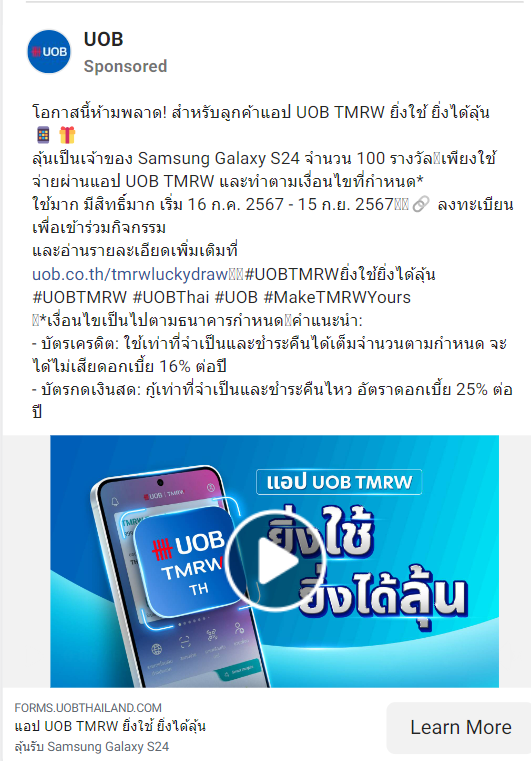 UOB
UOB
Sponsored
โอกาสนี้ห้ามพลาด! สำหรับลูกค้าแอป UOB TMRW ยิ่งใช้ ยิ่งได้ลุ้น
📱 🎁
ลุ้นเป็นเจ้าของ Samsung Galaxy S24 จำนวน 100 รางวัล เพียงใช้
จ่ายผ่านแอป UOB TMRW และทำตามเงื่อนไขที่กำหนด*
ใช้มาก มีสิทธิ์มาก เริ่ม 16 ก.ค. 2567 - 15 ก.ย. 2567 🔗 ลงทะเบียน
เพื่อเข้าร่วมกิจกรรม
และอ่านรายละเอียดเพิ่มเติมที่
uob.co.th/tmrwluckydraw #UOBTMRWยิ่งใช้ยิ่งได้ลุ้น
#UOBTMRW #UOBThai #UOB #MakeTMRWYours
*เงื่อนไขเป็นไปตามธนาคารกำหนด คำแนะนำ:
- บัตรเครดิต: ใช้เท่าที่จำเป็นและชำระคืนได้เต็มจำนวนตามกำหนด จะ
ได้ไม่เสียดอกเบี้ย 16% ต่อปี
- บัตรกดเงินสด: กู้เท่าที่จำเป็นและชำระคืนไหว อัตราดอกเบี้ย 25% ต่อ
ปี
แอป UOB TMRW
ยิ่งใช้
ยิ่งได้ลุ้น
UOB TMRW
UOB
TMRW
TH
FORMS.UOBTHAILAND.COM
แอป UOB TMRW ยิ่งใช้ ยิ่งได้ลุ้น
ลุ้นรับ Samsung Galaxy S24
Learn More